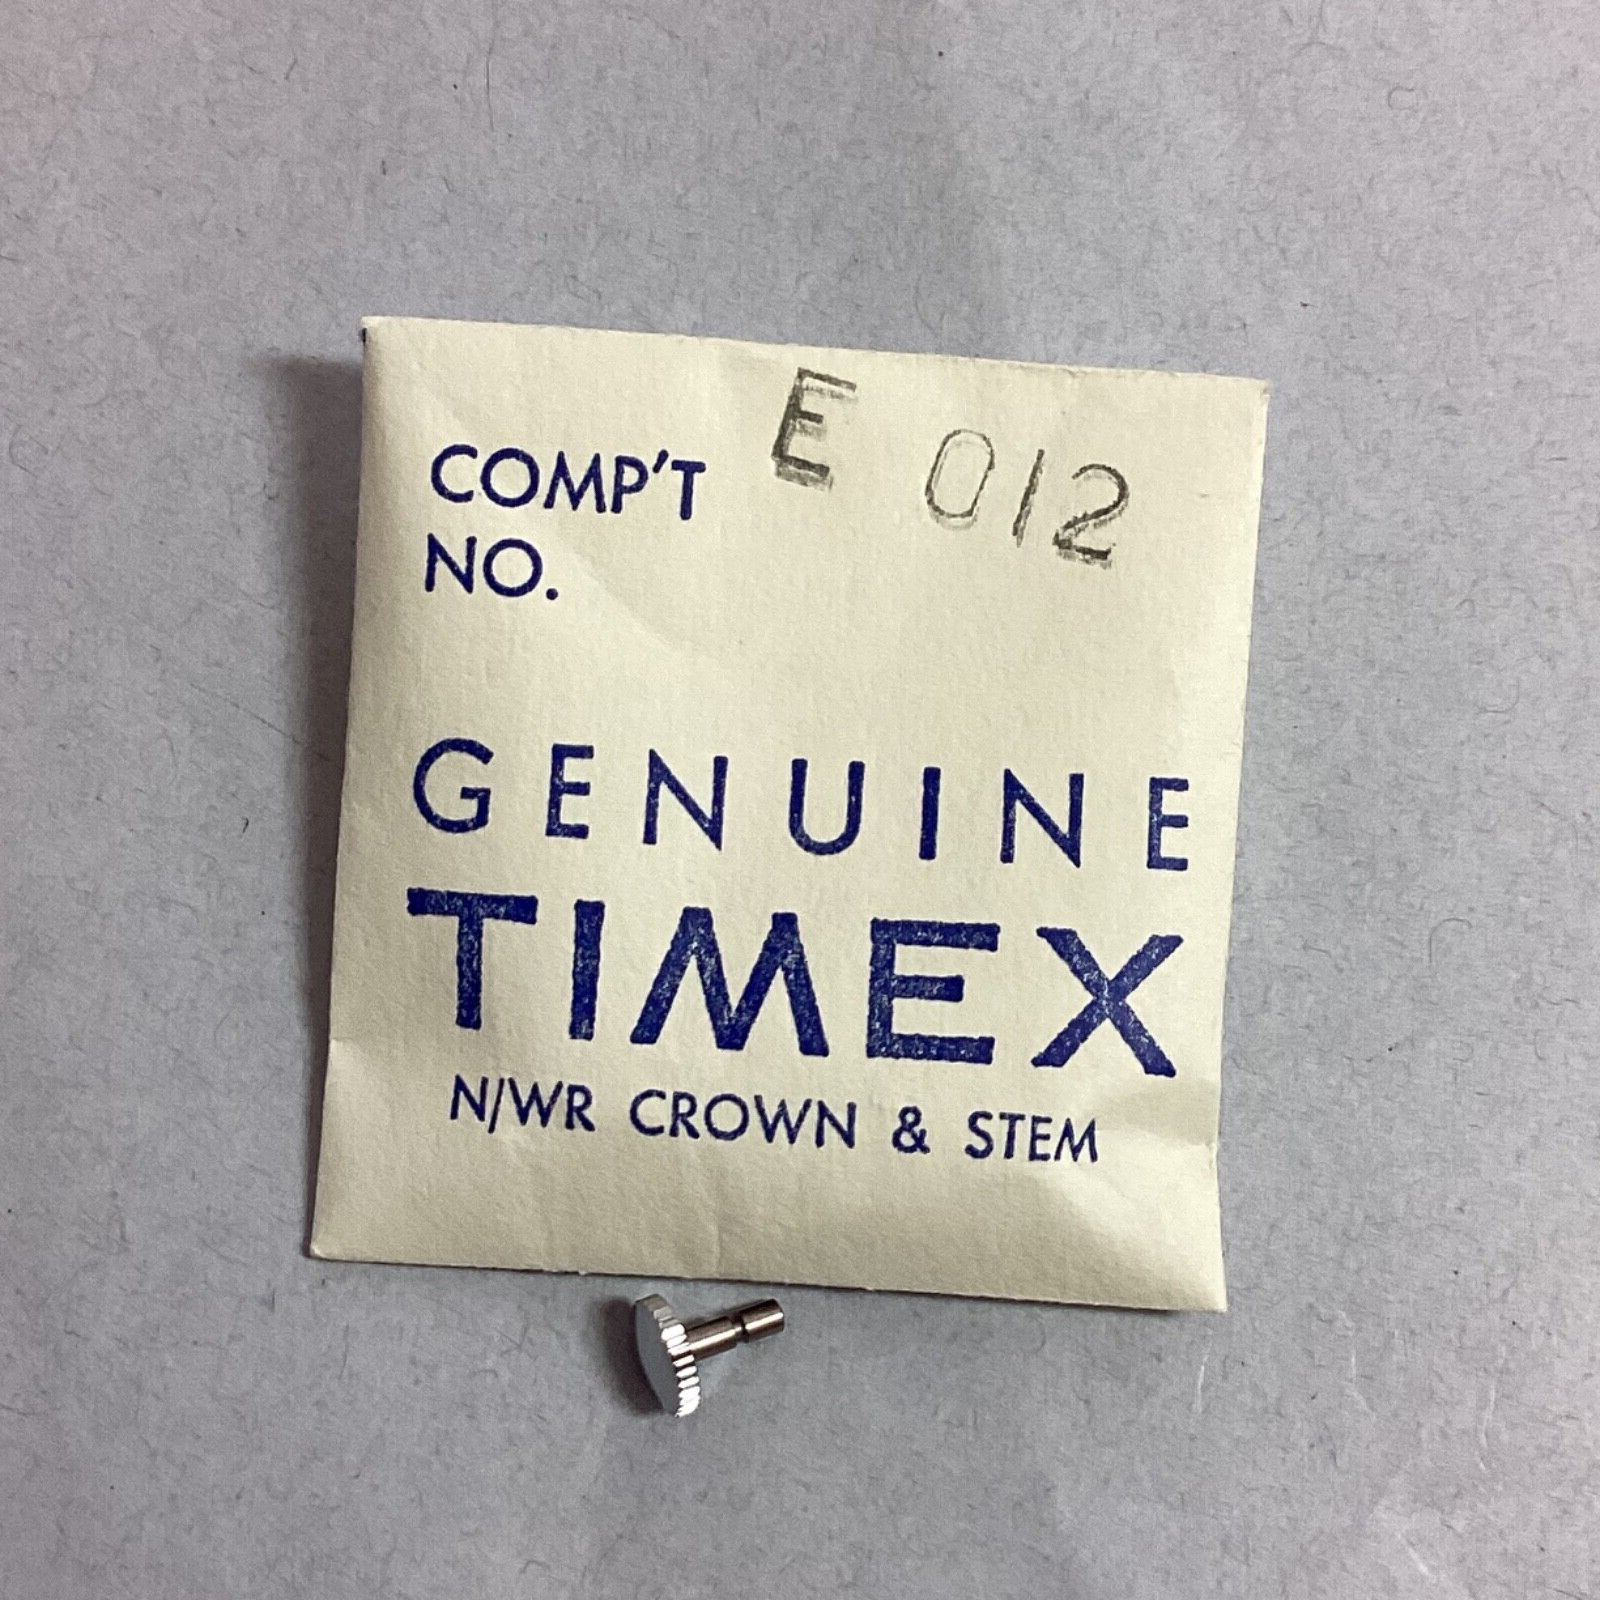 COMP'T E 012
NO.
GENUINE
TIMEX
N/WR CROWN & STEM